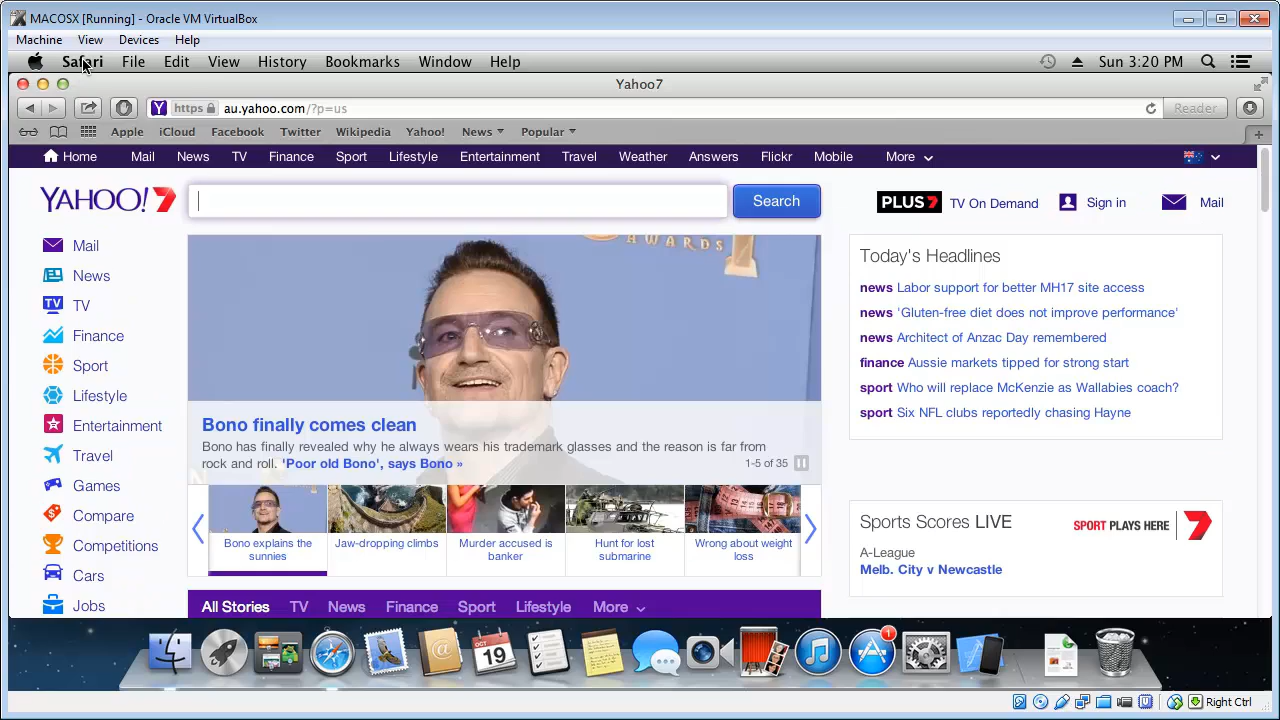 MACOSX [Running] - Oracle VM VirtualBox
Machine View Devices Help
Safari File Edit View History Bookmarks Window Help Sun 3:20 PM
Yahoo7
https au.yahoo.com/?p=us Reader
Apple iCloud Facebook Twitter Wikipedia Yahoo! News Popular
Home Mail News TV Finance Sport Lifestyle Entertainment Travel Weather Answers Flickr Mobile More
YAHOO! 7 Search PLUS7 TV On Demand Sign in Mail
Mail
News
TV
Finance
Sport
Lifestyle
Entertainment
Travel
Games
Compare
Competitions
Cars
Jobs
AWARDS
Bono finally comes clean
Bono has finally revealed why he always wears his trademark glasses and the reason is far from
rock and roll. 'Poor old Bono', says Bono »
1-5 of 35
Bono explains the
sunnies
Jaw-dropping climbs
Murder accused is
banker
Hunt for lost
submarine
Wrong about weight
loss
All Stories TV News Finance Sport Lifestyle More
Today's Headlines
news Labor support for better MH17 site access
news 'Gluten-free diet does not improve performance'
news Architect of Anzac Day remembered
finance Aussie markets tipped for strong start
sport Who will replace McKenzie as Wallabies coach?
sport Six NFL clubs reportedly chasing Hayne
Sports Scores LIVE
SPORT PLAYS HERE 7
A-League
Melb. City v Newcastle
OCT
19
1
Right Ctrl